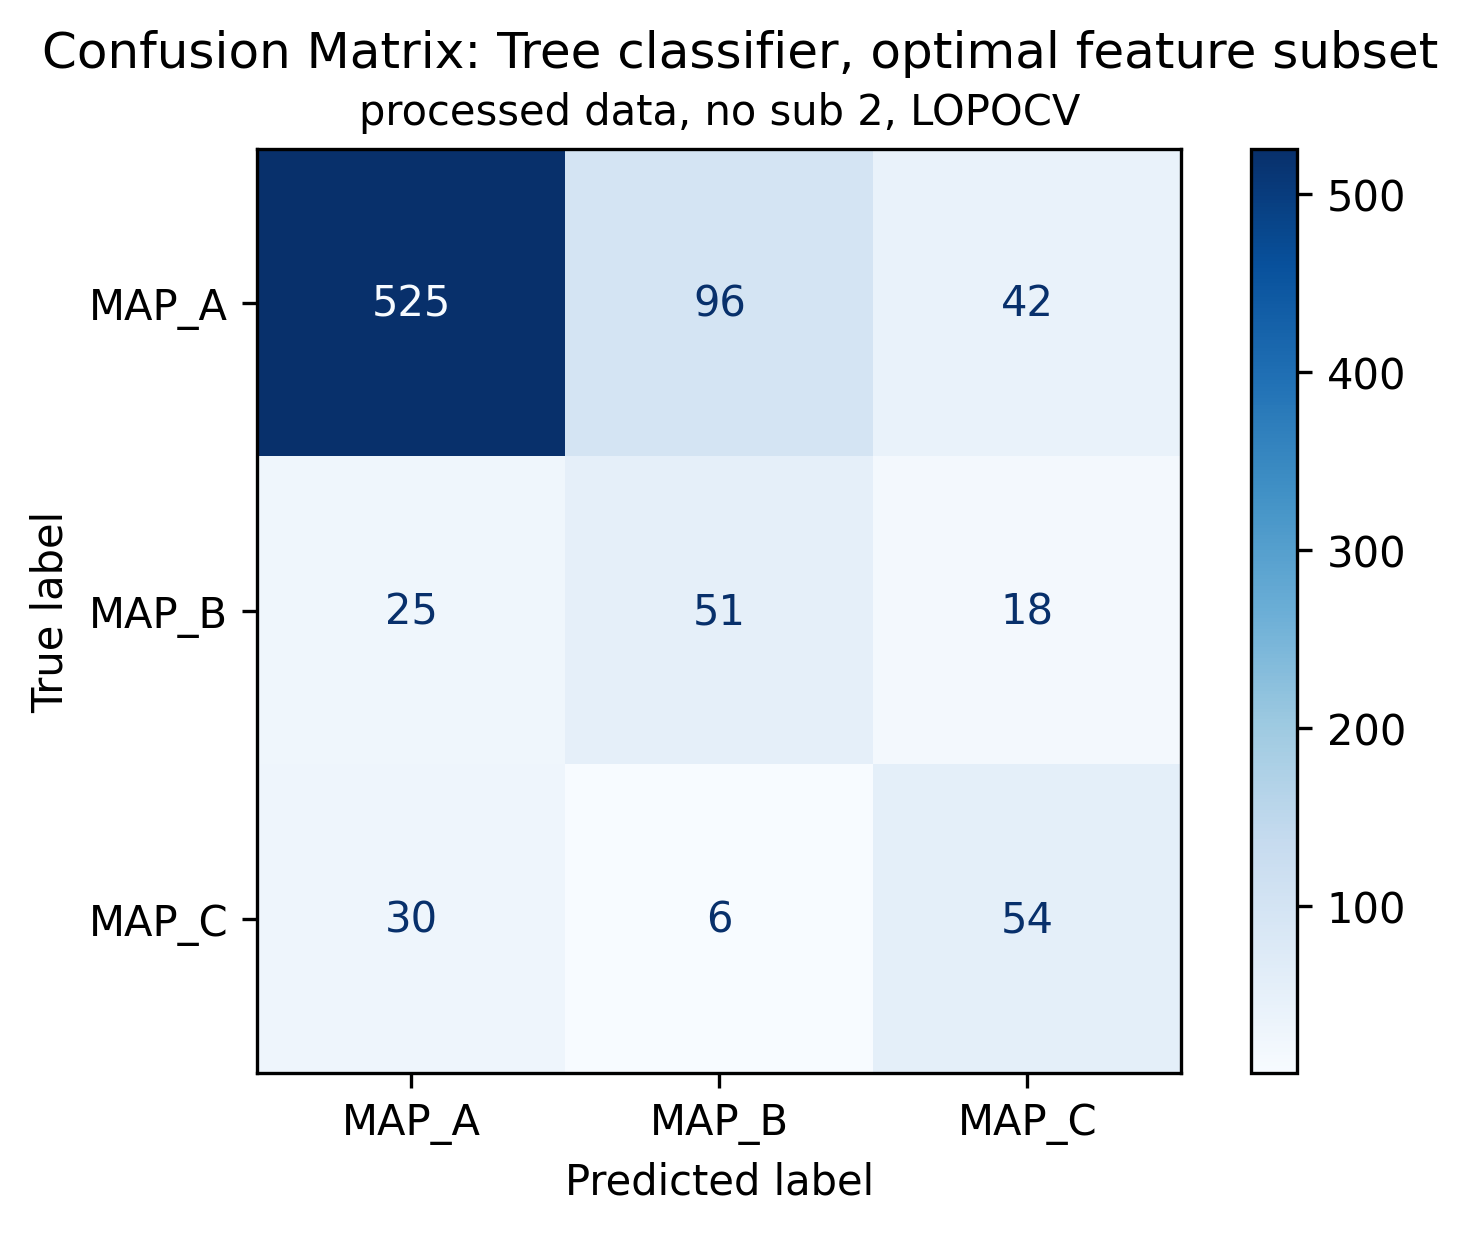 Confusion Matrix: Tree classifier, optimal feature subset
processed data, no sub 2, LOPOCV
True label
MAP_A
525
96
42
MAP_B
25
51
18
MAP_C
30
6
54
MAP_A
MAP_B
MAP_C
Predicted label
500
400
300
200
100